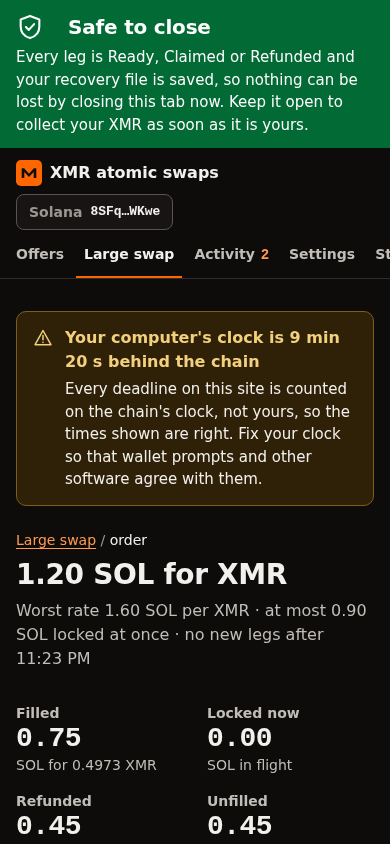 Safe to close
Every leg is Ready, Claimed or Refunded and
your recovery file is saved, so nothing can be
lost by closing this tab now. Keep it open to
collect your XMR as soon as it is yours.
XMR atomic swaps
Solana 8SFq…WKwe
Offers Large swap Activity 2 Settings St
Your computer's clock is 9 min
20 s behind the chain
Every deadline on this site is counted
on the chain's clock, not yours, so the
times shown are right. Fix your clock
so that wallet prompts and other
software agree with them.
Large swap / order
1.20 SOL for XMR
Worst rate 1.60 SOL per XMR · at most 0.90
SOL locked at once · no new legs after
11:23 PM
Filled Locked now
0.75 0.00
SOL for 0.4973 XMR SOL in flight
Refunded Unfilled
0.45 0.45